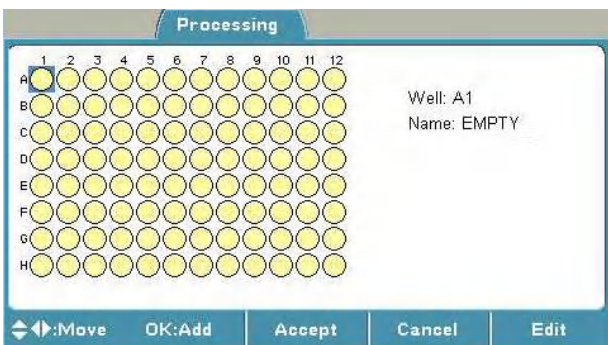 Processing
1 2 3 4 5 6 7 8 9 10 11 12
A
B
C
D
E
F
G
H
Well: A1
Name: EMPTY
:Move OK:Add Accept Cancel Edit